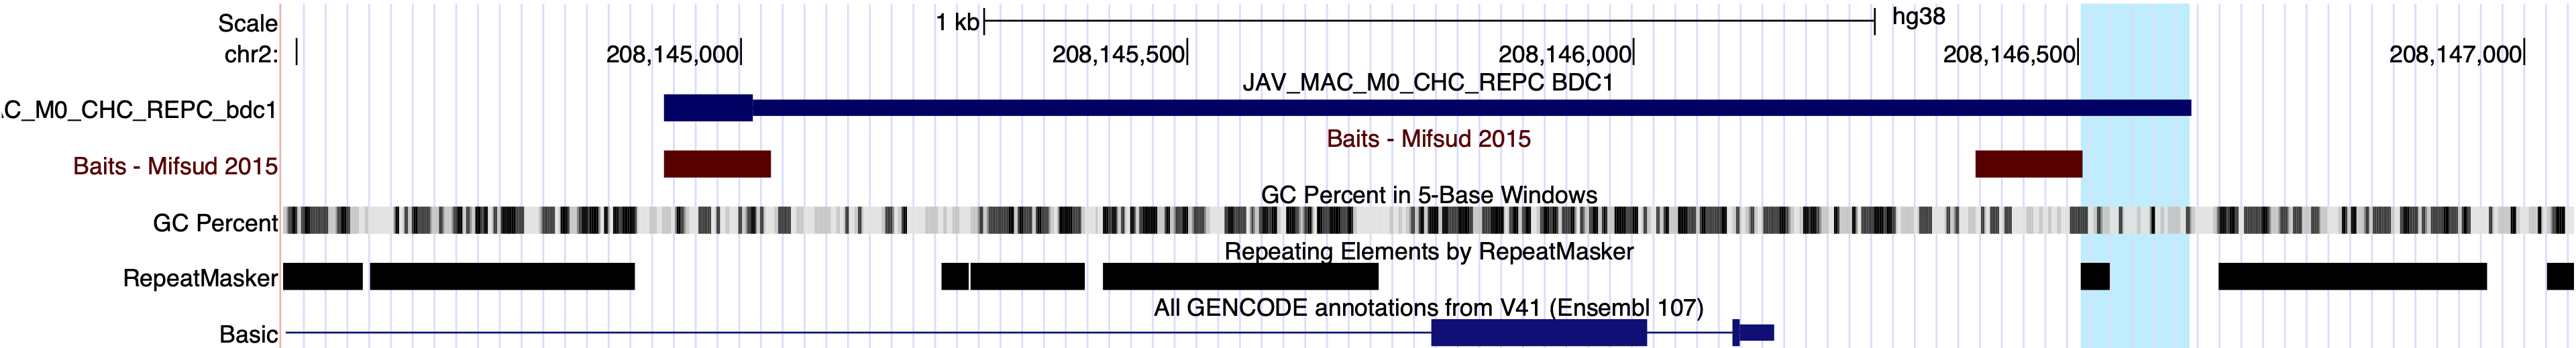 Scale 1 kb hg38
chr2: 208,145,000 208,145,500 208,146,000 208,146,500 208,147,000
JAV_MAC_M0_CHC_REPC BDC1
C_M0_CHC_REPC_bdc1
Baits - Mifsud 2015
Baits - Mifsud 2015
GC Percent in 5-Base Windows
GC Percent
Repeating Elements by RepeatMasker
RepeatMasker
All GENCODE annotations from V41 (Ensembl 107)
Basic